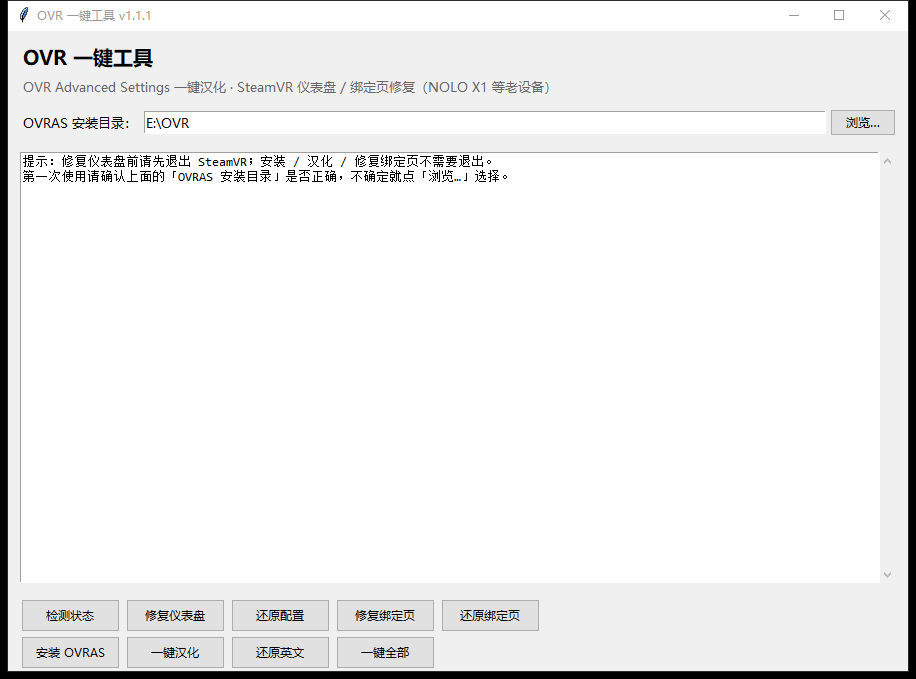 OVR 一键工具 v1.1.1
OVR 一键工具
OVR Advanced Settings 一键汉化 · SteamVR 仪表盘 / 绑定页修复（NOLO X1 等老设备）
OVRAS 安装目录： E:\OVR 浏览...
提示：修复仪表盘前请先退出 SteamVR；安装 / 汉化 / 修复绑定页不需要退出。
第一次使用请确认上面的「OVRAS 安装目录」是否正确，不确定就点「浏览…」选择。
检测状态 修复仪表盘 还原配置 修复绑定页 还原绑定页
安装 OVRAS 一键汉化 还原英文 一键全部